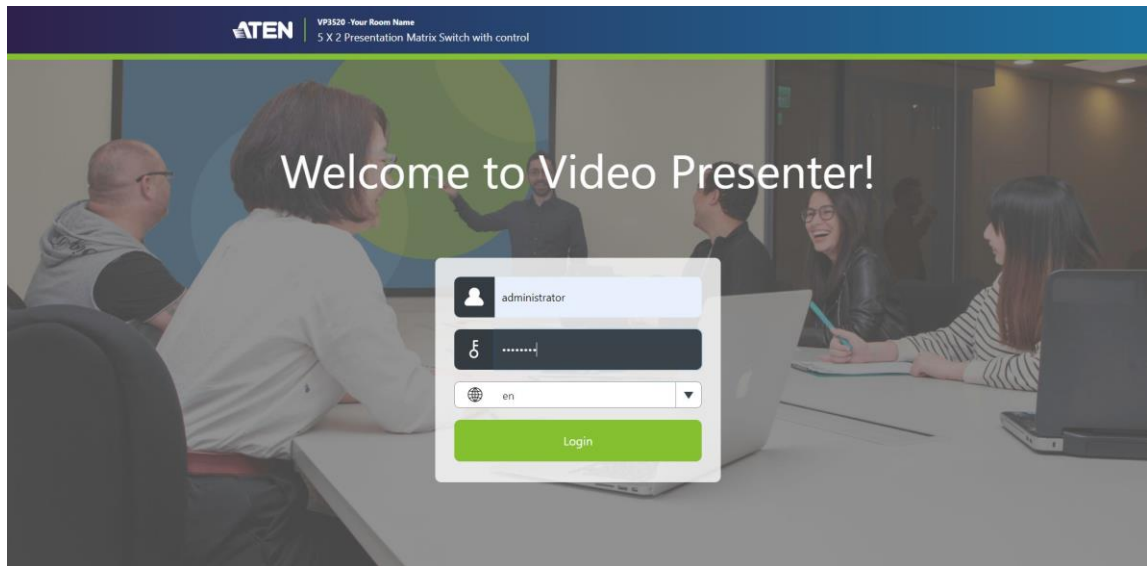 ATEN
VP3520 -Your Room Name
5 X 2 Presentation Matrix Switch with control
Welcome to Video Presenter!
administrator
••••••••
en
Login